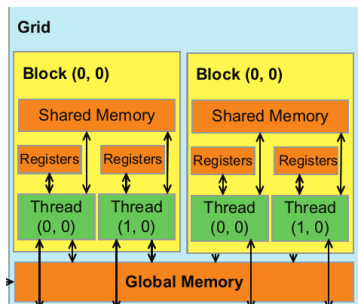 Grid
Block (0, 0)
Shared Memory
Registers
Registers
Thread
(0, 0)
Thread
(1, 0)
Block (0, 0)
Shared Memory
Registers
Registers
Thread
(0, 0)
Thread
(1, 0)
Global Memory